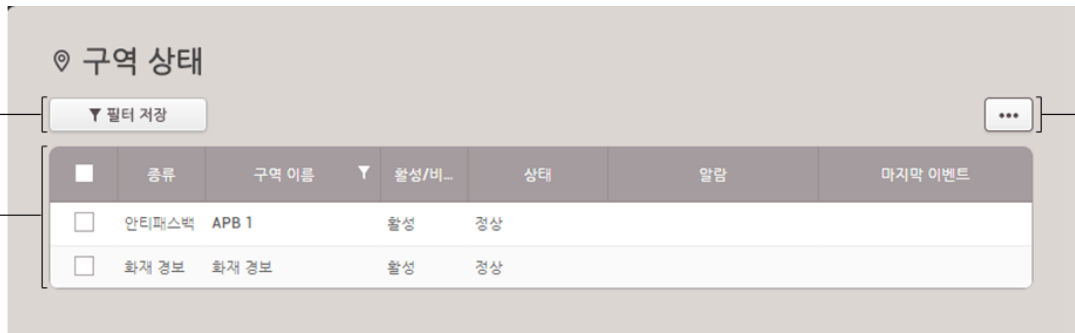 구역 상태
필터 저장
종류 구역 이름 활성/비... 상태 알람 마지막 이벤트
안티패스백 APB 1 활성 정상
화재 경보 화재 경보 활성 정상